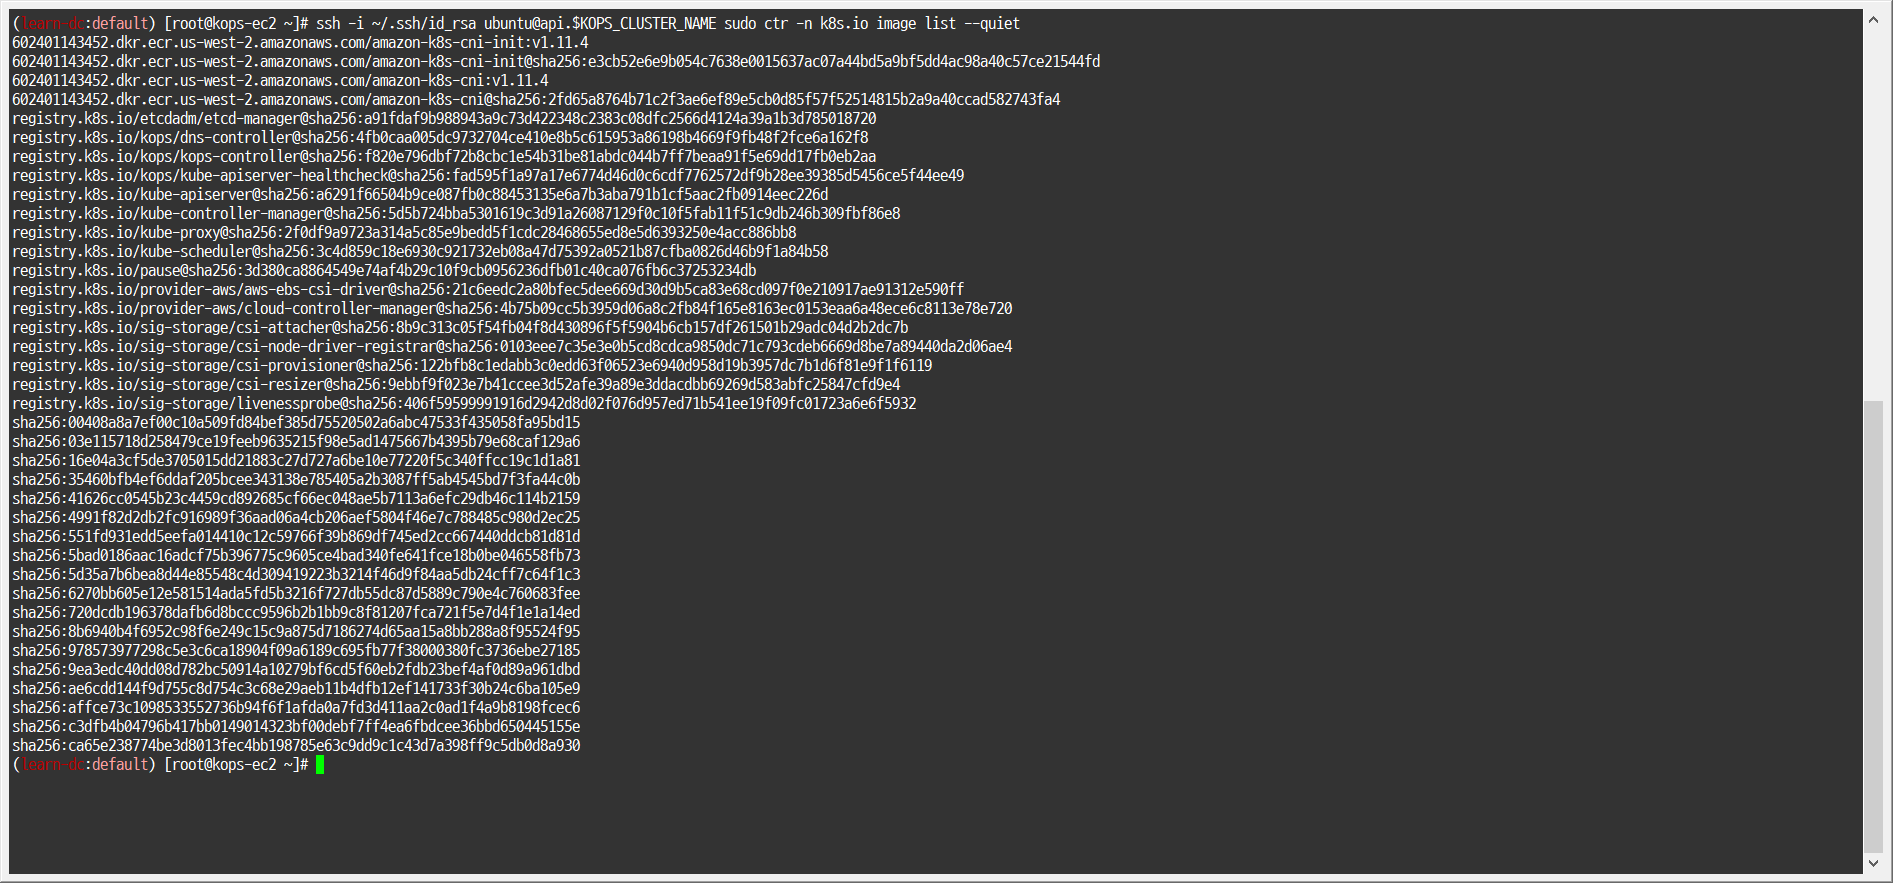 (learn-dc:default) [root@kops-ec2 ~]# ssh -i ~/.ssh/id_rsa ubuntu@api.$KOPS_CLUSTER_NAME sudo ctr -n k8s.io image list --quiet
602401143452.dkr.ecr.us-west-2.amazonaws.com/amazon-k8s-cni-init:v1.11.4
602401143452.dkr.ecr.us-west-2.amazonaws.com/amazon-k8s-cni-init@sha256:e3cb52e6e9b054c7638e0015637ac07a44bd5a9bf5dd4ac98a40c57ce21544fd
602401143452.dkr.ecr.us-west-2.amazonaws.com/amazon-k8s-cni:v1.11.4
602401143452.dkr.ecr.us-west-2.amazonaws.com/amazon-k8s-cni@sha256:2fd65a8764b71c2f3ae6ef89e5cb0d85f57f52514815b2a9a40ccad582743fa4
registry.k8s.io/etcdadm/etcd-manager@sha256:a91fdaf9b988943a9c73d422348c2383c08dfc2566d4124a39a1b3d785018720
registry.k8s.io/kops/dns-controller@sha256:4fb0caa005dc9732704ce410e8b5c615953a86198b4669f9fb48f2fce6a162f8
registry.k8s.io/kops/kops-controller@sha256:f820e796dbf72b8cbc1e54b31be81abdc044b7ff7beaa91f5e69dd17fb0eb2aa
registry.k8s.io/kops/kube-apiserver-healthcheck@sha256:fad595f1a97a17e6774d46d0c6cdf7762572df9b28ee39385d5456ce5f44ee49
registry.k8s.io/kube-apiserver@sha256:a6291f66504b9ce087fb0c88453135e6a7b3aba791b1cf5aac2fb0914eec226d
registry.k8s.io/kube-controller-manager@sha256:5d5b724bba5301619c3d91a26087129f0c10f5fab11f51c9db246b309fbf86e8
registry.k8s.io/kube-proxy@sha256:2f0df9a9723a314a5c85e9bedd5f1cdc28468655ed8e5d6393250e4acc886bb8
registry.k8s.io/kube-scheduler@sha256:3c4d859c18e6930c921732eb08a47d75392a0521b87cfba0826d46b9f1a84b58
registry.k8s.io/pause@sha256:3d380ca8864549e74af4b29c10f9cb0956236dfb01c40ca076fb6c37253234db
registry.k8s.io/provider-aws/aws-ebs-csi-driver@sha256:21c6eedc2a80bfec5dee669d30d9b5ca83e68cd097f0e210917ae91312e590ff
registry.k8s.io/provider-aws/cloud-controller-manager@sha256:4b75b09cc5b3959d06a8c2fb84f165e8163ec0153eaa6a48ece6c8113e78e720
registry.k8s.io/sig-storage/csi-attacher@sha256:8b9c313c05f54fb04f8d430896f5f5904b6cb157df261501b29adc04d2b2dc7b
registry.k8s.io/sig-storage/csi-node-driver-registrar@sha256:0103eee7c35e3e0b5cd8cdca9850dc71c793cdeb6669d8be7a89440da2d06ae4
registry.k8s.io/sig-storage/csi-provisioner@sha256:122bfb8c1edabb3c0edd63f06523e6940d958d19b3957dc7b1d6f81e9f1f6119
registry.k8s.io/sig-storage/csi-resizer@sha256:9ebbf9f023e7b41ccee3d52afe39a89e3ddacdbb69269d583abfc25847cfd9e4
registry.k8s.io/sig-storage/livenessprobe@sha256:406f59599991916d2942d8d02f076d957ed71b541ee19f09fc01723a6e6f5932
sha256:00408a8a7ef00c10a509fd84bef385d75520502a6abc47533f435058fa95bd15
sha256:03e115718d258479ce19feeb9635215f98e5ad1475667b4395b79e68caf129a6
sha256:16e04a3cf5de3705015dd21883c27d727a6be10e77220f5c340ffcc19c1d1a81
sha256:35460bfb4ef6ddaf205bcee343138e785405a2b3087ff5ab4545bd7f3fa44c0b
sha256:41626cc0545b23c4459cd892685cf66ec048ae5b7113a6efc29db46c114b2159
sha256:4991f82d2db2fc916989f36aad06a4cb206aef5804f46e7c788485c980d2ec25
sha256:551fd931edd5eefa014410c12c59766f39b869df745ed2cc667440ddcb81d81d
sha256:5bad0186aac16adcf75b396775c9605ce4bad340fe641fce18b0be046558fb73
sha256:5d35a7b6bea8d44e85548c4d309419223b3214f46d9f84aa5db24cff7c64f1c3
sha256:6270bb605e12e581514ada5fd5b3216f727db55dc87d5889c790e4c760683fee
sha256:720dcdb196378dafb6d8bccc9596b2b1bb9c8f81207fca721f5e7d4f1e1a14ed
sha256:8b6940b4f6952c98f6e249c15c9a875d7186274d65aa15a8bb288a8f95524f95
sha256:978573977298c5e3c6ca18904f09a6189c695fb77f38000380fc3736ebe27185
sha256:9ea3edc40dd08d782bc50914a10279bf6cd5f60eb2fdb23bef4af0d89a961dbd
sha256:ae6cdd144f9d755c8d754c3c68e29aeb11b4dfb12ef141733f30b24c6ba105e9
sha256:affce73c1098533552736b94f6f1afda0a7fd3d411aa2c0ad1f4a9b8198fcec6
sha256:c3dfb4b04796b417bb0149014323bf00debf7ff4ea6fbdcee36bbd650445155e
sha256:ca65e238774be3d8013fec4bb198785e63c9dd9c1c43d7a398ff9c5db0d8a930
(learn-dc:default) [root@kops-ec2 ~]#